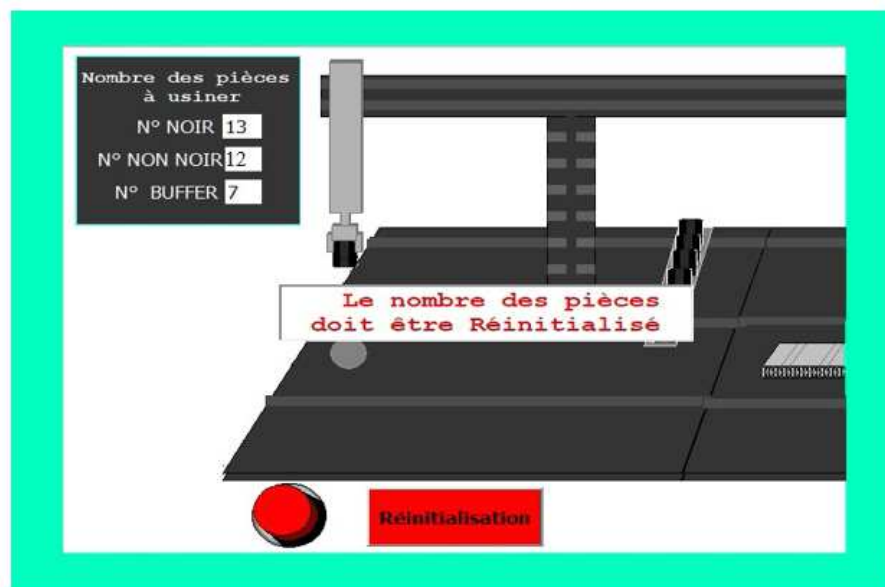 Nombre des pièces
à usiner
N° NOIR 13
N° NON NOIR 12
N° BUFFER 7
Le nombre des pièces
doit être Réinitialisé
Réinitialisation